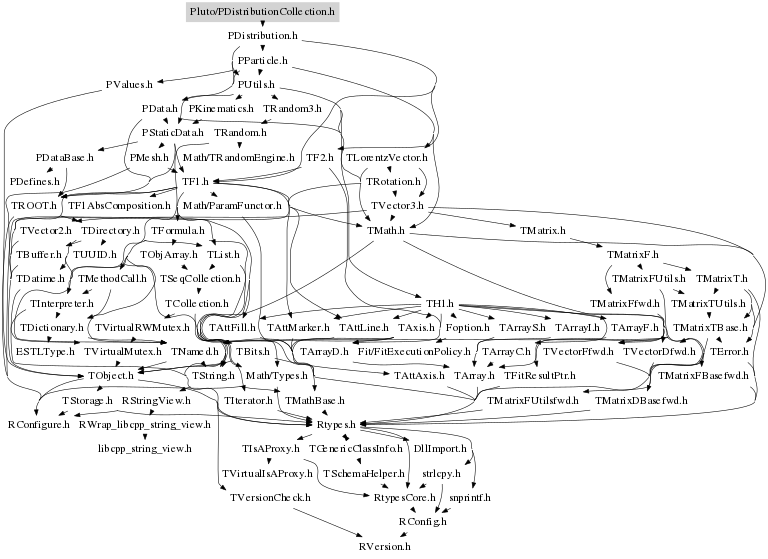 Pluto/PDistributionCollection.h
PDistribution.h
PParticle.h
PValues.h
PUtils.h
PData.h PKinematics.h TRandom3.h
PStaticData.h TRandom.h
PDataBase.h PMesh.h Math/TRandomEngine.h TF2.h TLorentzVector.h
PDefines.h TF1.h TRotation.h
TROOT.h TF1AbsComposition.h Math/ParamFunctor.h TVector3.h
TVector2.h TDirectory.h TFormula.h TMath.h TMatrix.h
TBuffer.h TUUID.h TObjArray.h TList.h TMatrixF.h
TDatime.h TMethodCall.h TSeqCollection.h TMatrixFUtils.h TMatrixT.h
TInterpreter.h TCollection.h TH1.h TMatrixFfwd.h TMatrixTUtils.h
TDictionary.h TVirtualRWMutex.h TAttFill.h TAttMarker.h TAttLine.h TAxis.h Foption.h TArrayS.h TArrayI.h TArrayF.h TMatrixTBase.h
ESTLType.h TVirtualMutex.h TNamed.h TBits.h TArrayD.h Fit/FitExecutionPolicy.h TArrayC.h TVectorFfwd.h TVectorDfwd.h TError.h
TObject.h TString.h Math/Types.h TAttAxis.h TArray.h TFitResultPtr.h TMatrixFBasefwd.h
TStorage.h RStringView.h TIterator.h TMathBase.h TMatrixFUtilsfwd.h TMatrixDBasefwd.h
RConfigure.h RWrap_libcpp_string_view.h Rtypes.h
libcpp_string_view.h TIsAProxy.h TGenericClassInfo.h DllImport.h
TVirtualIsAProxy.h TSchemaHelper.h strlcpy.h
TVersionCheck.h RtypesCore.h snprintf.h
RConfig.h
RVersion.h